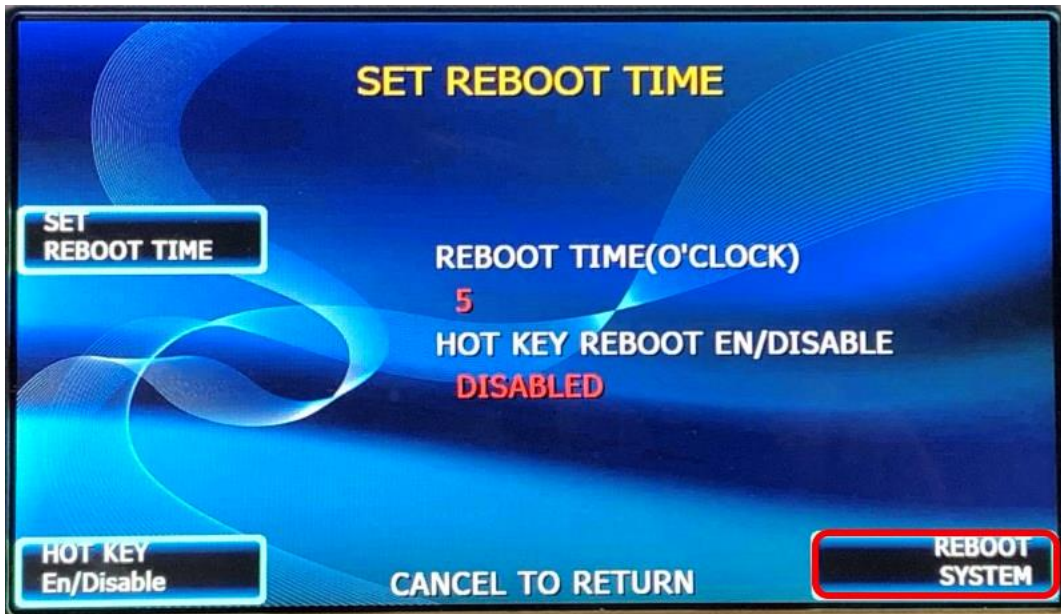 SET REBOOT TIME
SET
REBOOT TIME
REBOOT TIME(O'CLOCK)
5
HOT KEY REBOOT EN/DISABLE
DISABLED
HOT KEY
En/Disable
CANCEL TO RETURN
REBOOT
SYSTEM